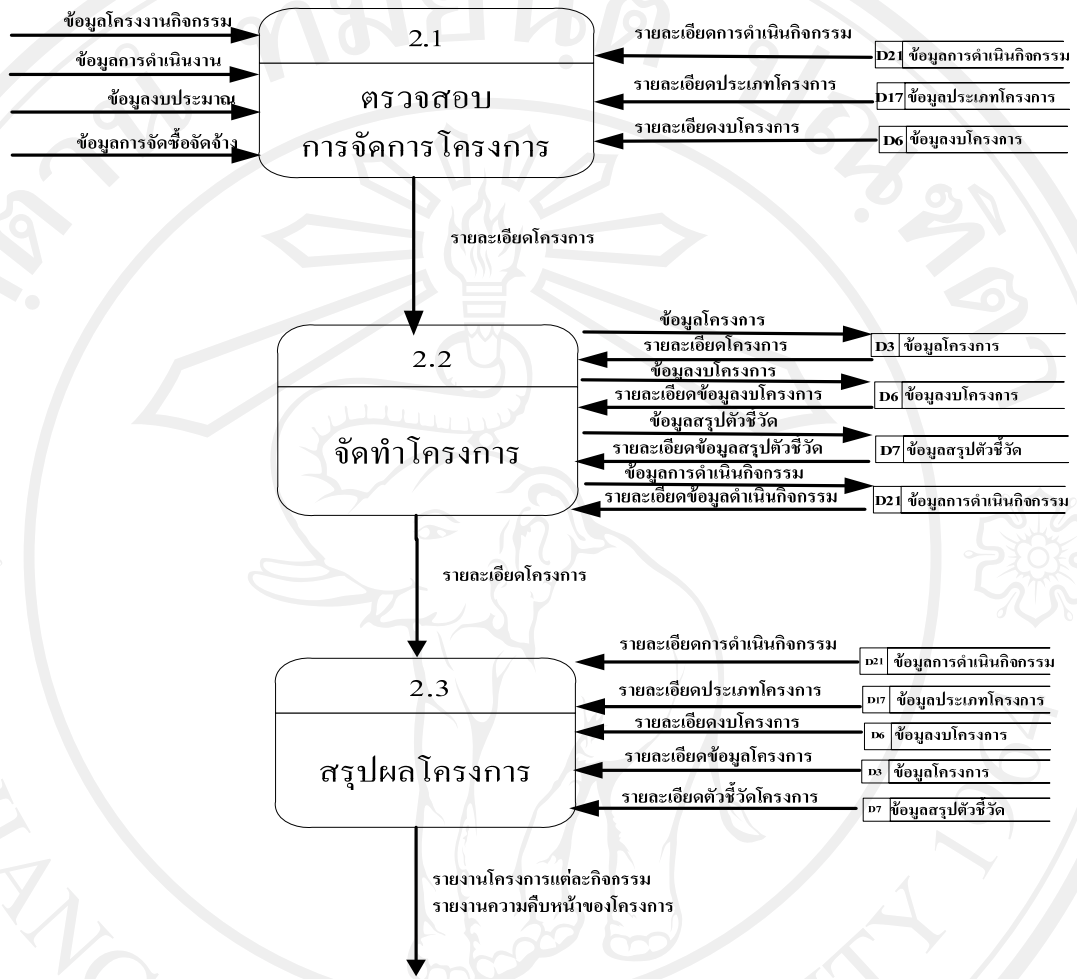 ข้อมูลโครงงานกิจกรรม
ข้อมูลการดำเนินงาน
ข้อมูลงบประมาณ
ข้อมูลการจัดซื้อจัดจ้าง
2.1
ตรวจสอบ
การจัดการโครงการ
รายละเอียดการดำเนินกิจกรรม
D21 ข้อมูลการดำเนินกิจกรรม
รายละเอียดประเภทโครงการ
D17 ข้อมูลประเภทโครงการ
รายละเอียดงบโครงการ
D6 ข้อมูลงบโครงการ
รายละเอียดโครงการ
2.2
จัดทำโครงการ
ข้อมูลโครงการ
รายละเอียดโครงการ
D3 ข้อมูลโครงการ
ข้อมูลงบโครงการ
รายละเอียดข้อมูลงบโครงการ
D6 ข้อมูลงบโครงการ
ข้อมูลสรุปตัวชี้วัด
รายละเอียดข้อมูลสรุปตัวชี้วัด
D7 ข้อมูลสรุปตัวชี้วัด
ข้อมูลการดำเนินกิจกรรม
รายละเอียดข้อมูลดำเนินกิจกรรม
D21 ข้อมูลการดำเนินกิจกรรม
รายละเอียดโครงการ
2.3
สรุปผลโครงการ
รายละเอียดการดำเนินกิจกรรม
D21 ข้อมูลการดำเนินกิจกรรม
รายละเอียดประเภทโครงการ
D17 ข้อมูลประเภทโครงการ
รายละเอียดงบโครงการ
D6 ข้อมูลงบโครงการ
รายละเอียดข้อมูลโครงการ
D3 ข้อมูลโครงการ
รายละเอียดตัวชี้วัดโครงการ
D7 ข้อมูลสรุปตัวชี้วัด
รายงานโครงการแต่ละกิจกรรม
รายงานความคืบหน้าของโครงการ